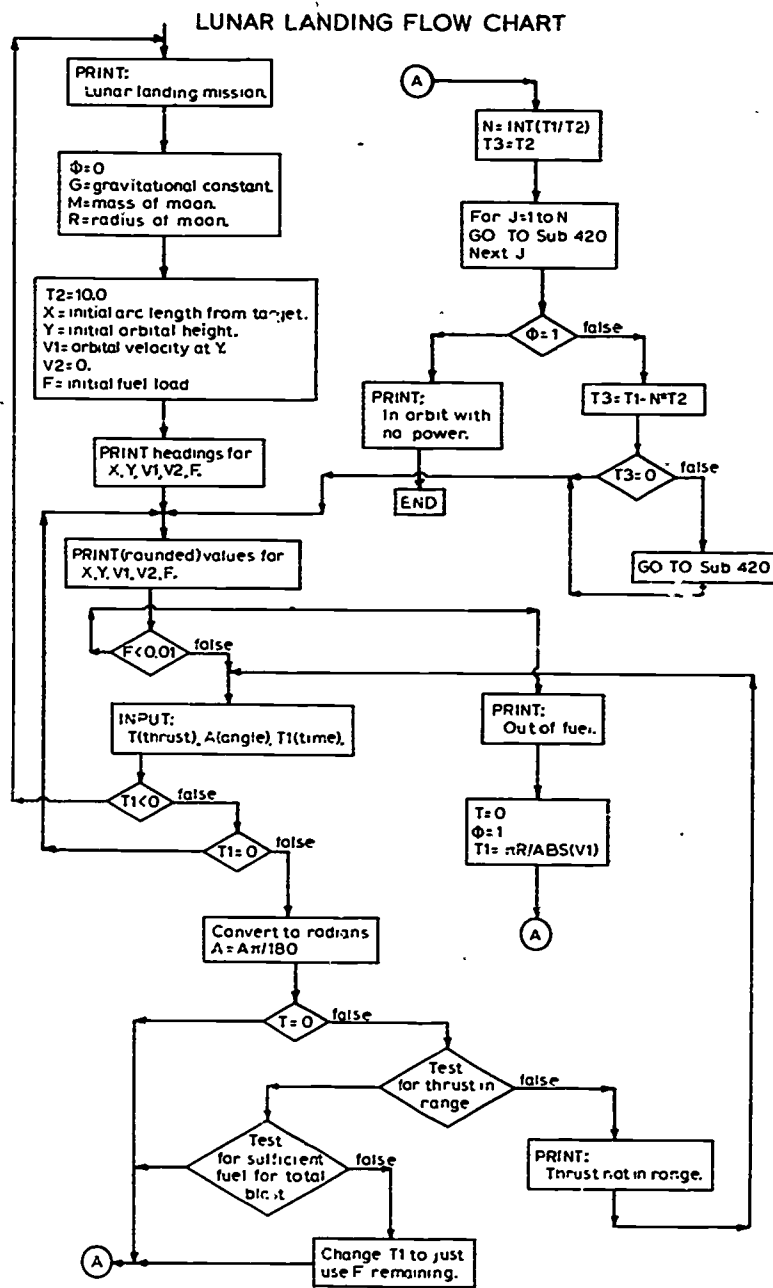 LUNAR LANDING FLOW CHART
PRINT:
Lunar landing mission.
Φ=0
G=gravitational constant.
M=mass of moon.
R=radius of moon.
T2=10.0
X=initial arc length from target.
Y=initial orbital height.
V1=orbital velocity at Y.
V2=0.
F=initial fuel load
PRINT headings for
X,Y,V1,V2,F.
PRINT(rounded)values for
X,Y,V1,V2,F.
F<0.01
false
INPUT:
T(thrust),A(angle),T1(time).
T1<0
false
T1=0
false
Convert to radians
A=Aπ/180
T=0
false
Test
for thrust in
range
false
Test
for sufficient
fuel for total
blast
false
Change T1 to just
use F remaining.
A
PRINT:
Thrust not in range.
A
N=INT(T1/T2)
T3=T2
For J=1 to N
GO TO Sub 420
Next J
Φ=1
false
PRINT:
In orbit with
no power.
END
T3=T1-N*T2
T3=0
false
GO TO Sub 420
PRINT:
Out of fuel.
T=0
Φ=1
T1=πR/ABS(V1)
A